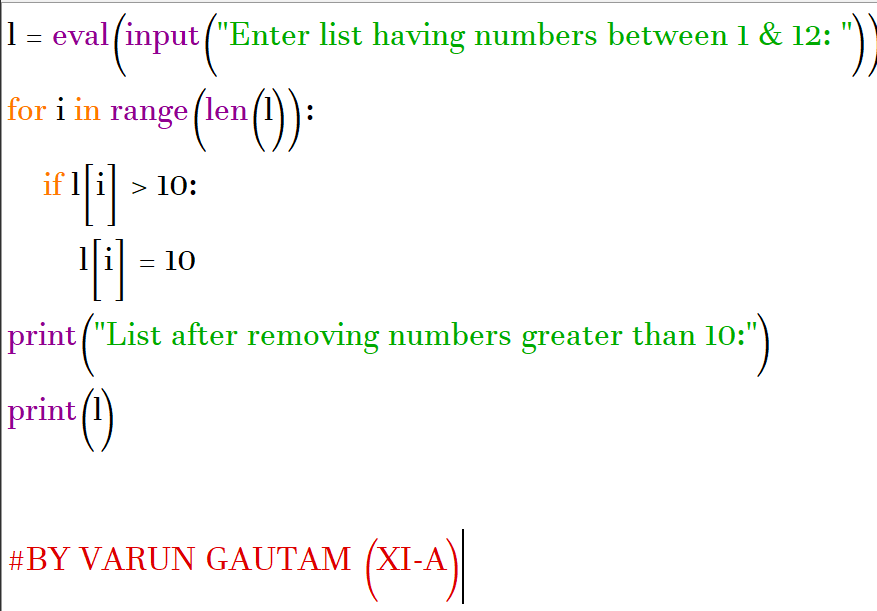 l = eval(input("Enter list having numbers between 1 & 12: "))
for i in range(len(l)):
    if l[i] > 10:
        l[i] = 10
print("List after removing numbers greater than 10:")
print(l)
#BY VARUN GAUTAM (XI-A)